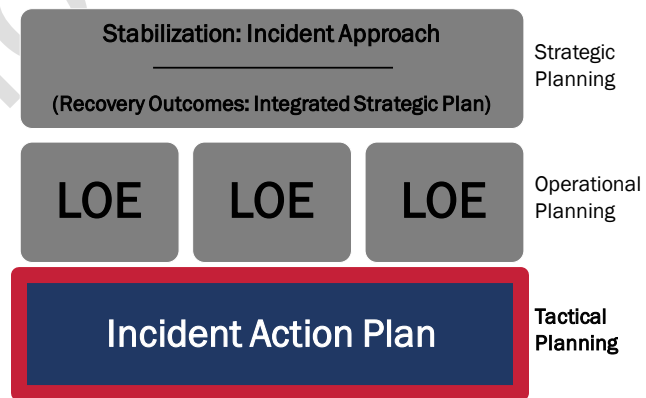 Stabilization: Incident Approach
(Recovery Outcomes: Integrated Strategic Plan)
Strategic
Planning
LOE LOE LOE
Operational
Planning
Incident Action Plan
Tactical
Planning